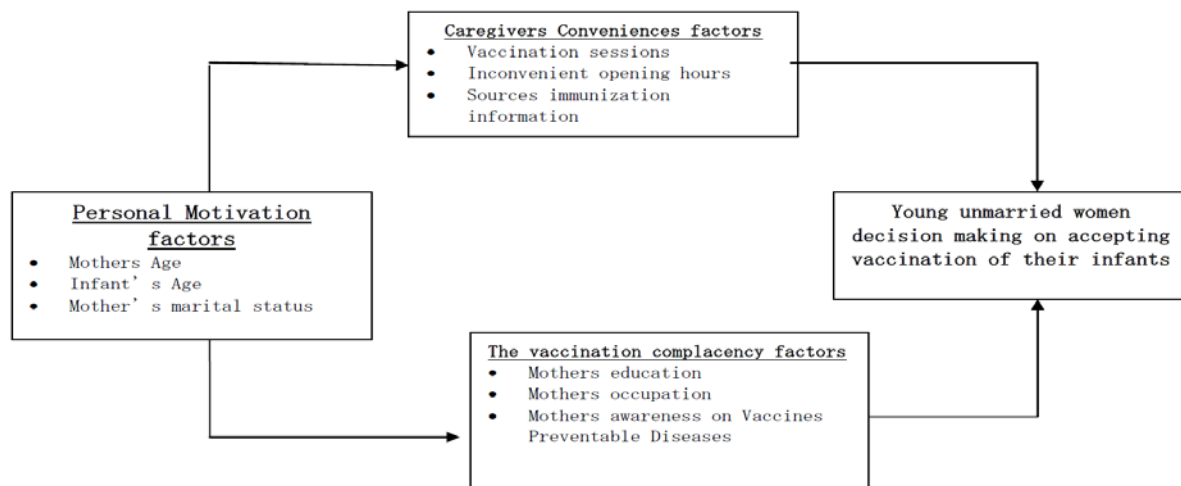 Caregivers Conveniences factors
• Vaccination sessions
• Inconvenient opening hours
• Sources immunization
information
Personal Motivation
factors
• Mothers Age
• Infant's Age
• Mother's marital status
Young unmarried women
decision making on accepting
vaccination of their infants
The vaccination complacency factors
• Mothers education
• Mothers occupation
• Mothers awareness on Vaccines
Preventable Diseases